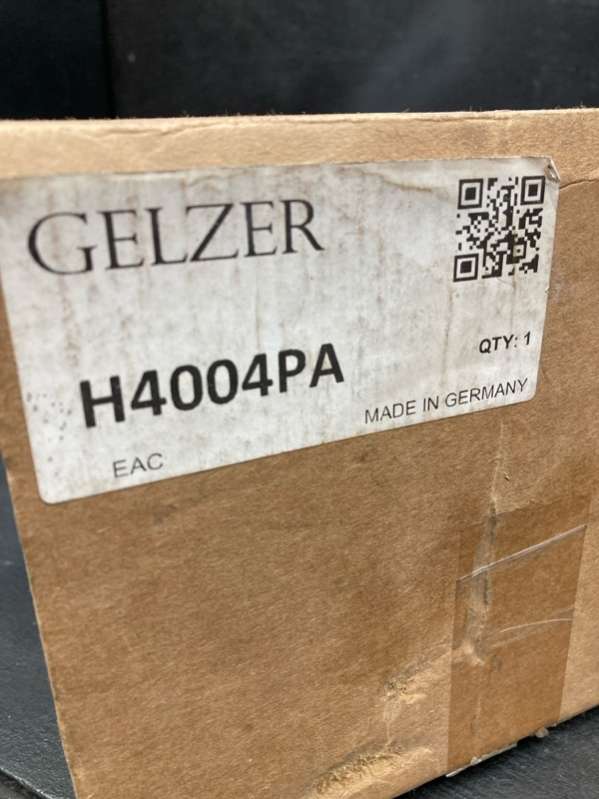 GELZER
H4004PA
QTY: 1
MADE IN GERMANY
EAC